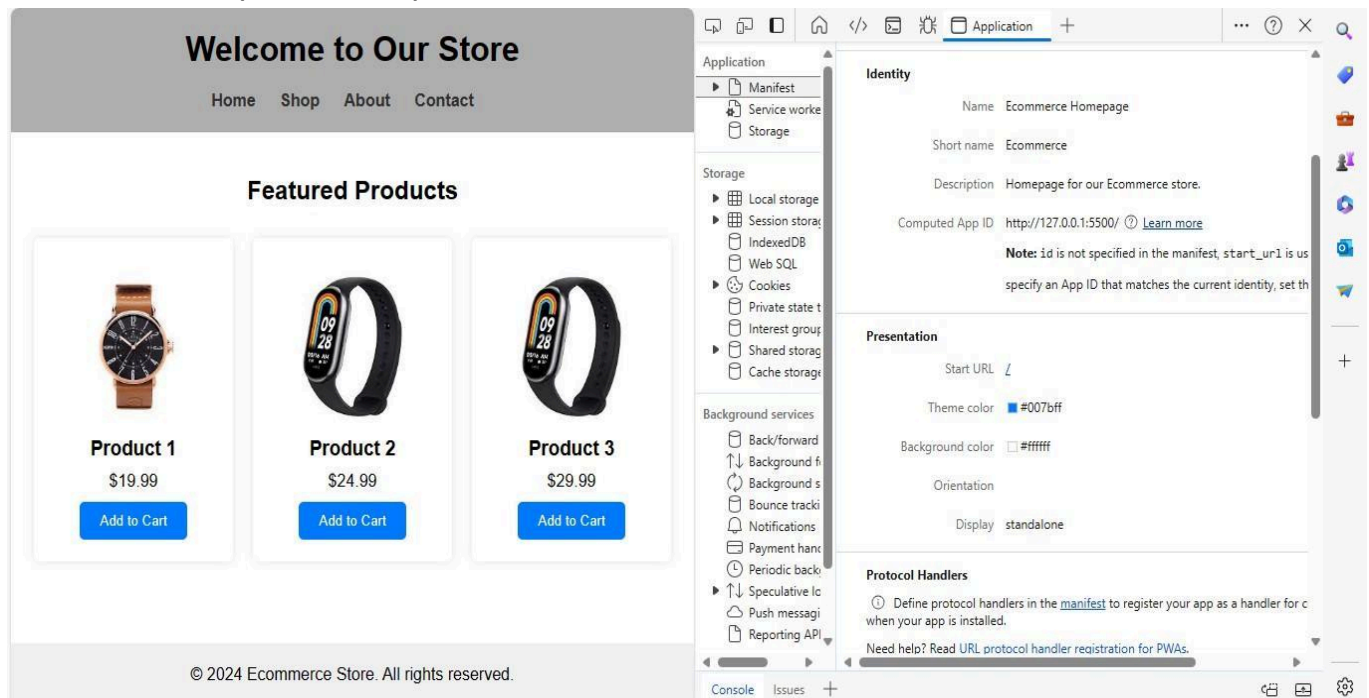 Welcome to Our Store
Home Shop About Contact
Featured Products
Product 1
$19.99
Add to Cart
Product 2
$24.99
Add to Cart
Product 3
$29.99
Add to Cart
© 2024 Ecommerce Store. All rights reserved.
Application
Application
Manifest
Service worke
Storage
Storage
Local storage
Session storag
IndexedDB
Web SQL
Cookies
Private state t
Interest group
Shared storag
Cache storage
Background services
Back/forward
Background f
Background s
Bounce tracki
Notifications
Payment hand
Periodic back
Speculative lo
Push messagi
Reporting API
Identity
Name Ecommerce Homepage
Short name Ecommerce
Description Homepage for our Ecommerce store.
Computed App ID http://127.0.0.1:5500/ Learn more
Note: id is not specified in the manifest, start_url is us
specify an App ID that matches the current identity, set th
Presentation
Start URL /
Theme color #007bff
Background color #ffffff
Orientation
Display standalone
Protocol Handlers
Define protocol handlers in the manifest to register your app as a handler for c
when your app is installed.
Need help? Read URL protocol handler registration for PWAs.
Console Issues